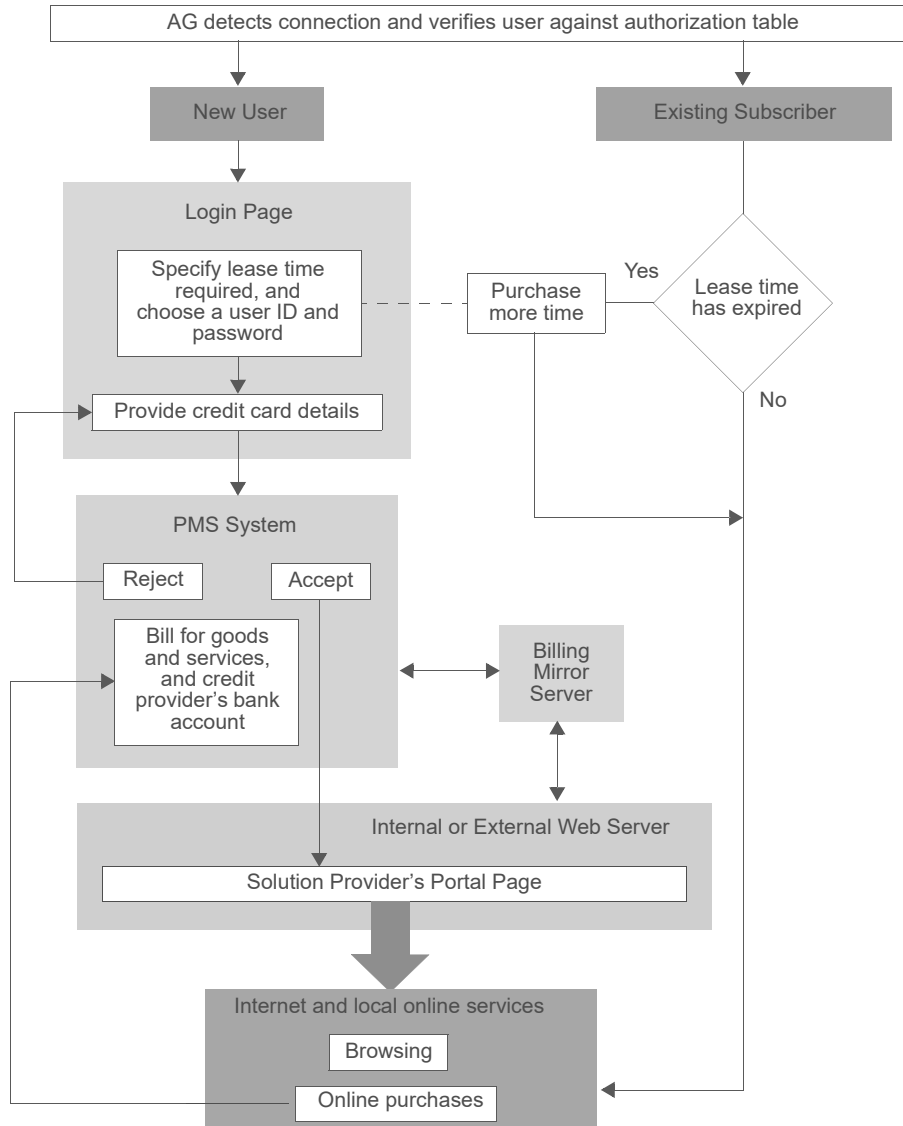 AG detects connection and verifies user against authorization table
New User
Existing Subscriber
Login Page
Specify lease time
required, and
choose a user ID and
password
Purchase
more time
Yes
Lease time
has expired
No
Provide credit card details
PMS System
Reject
Accept
Bill for goods
and services,
and credit
provider’s bank
account
Billing
Mirror
Server
Internal or External Web Server
Solution Provider’s Portal Page
Internet and local online services
Browsing
Online purchases